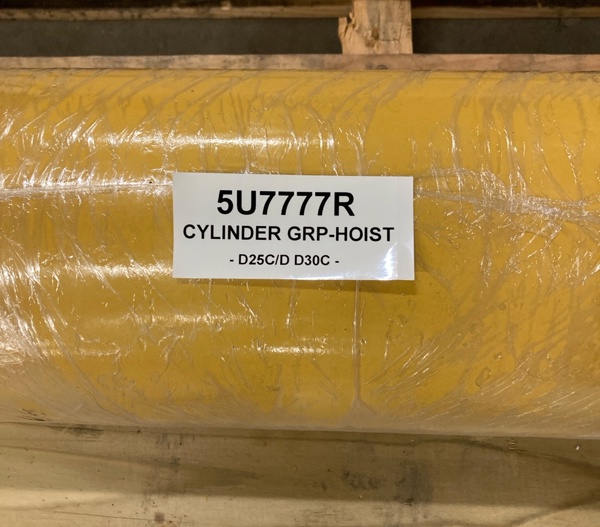 5U7777R
CYLINDER GRP-HOIST
- D25C/D D30C -